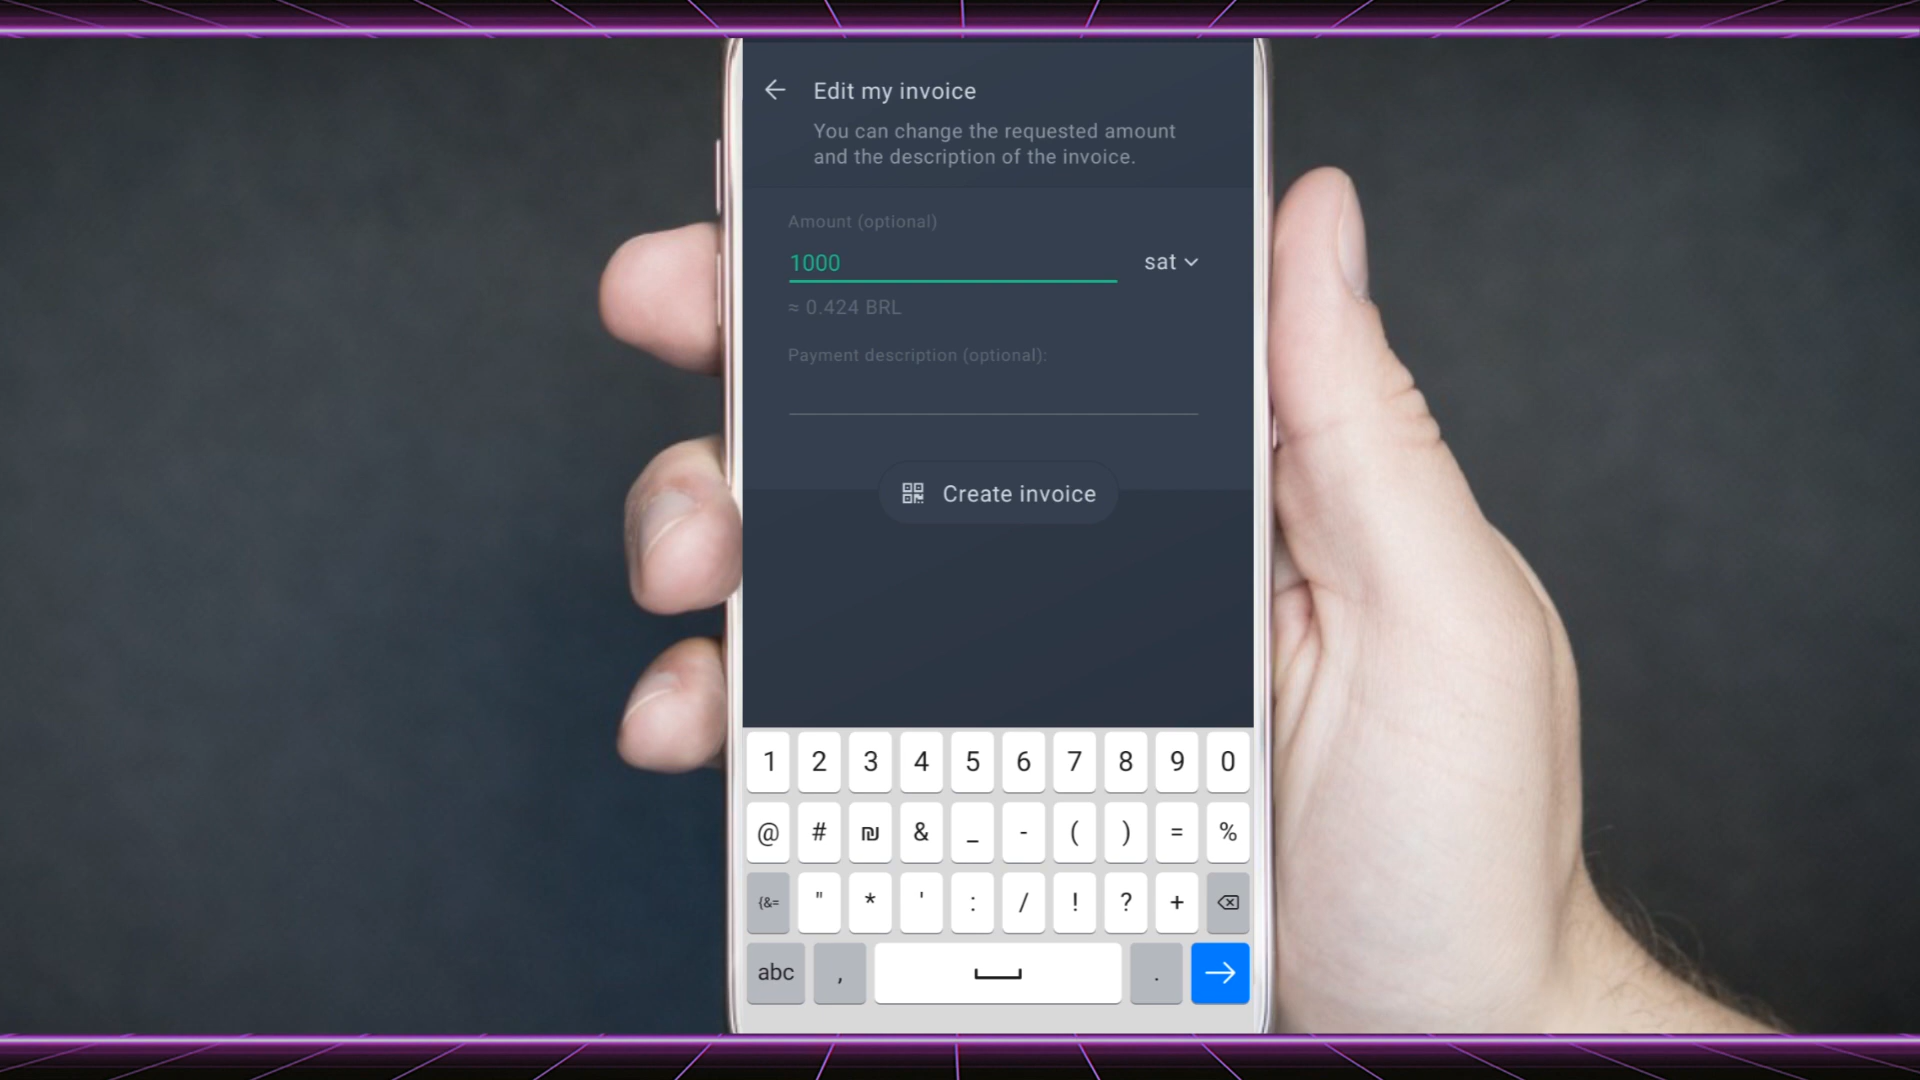 Edit my invoice
You can change the requested amount
and the description of the invoice.
Amount (optional)
1000 sat
≈ 0.424 BRL
Payment description (optional):
Create invoice
1 2 3 4 5 6 7 8 9 0
@ # ₪ & _ - ( ) = %
{&= " * ' : / ! ? +
abc , .